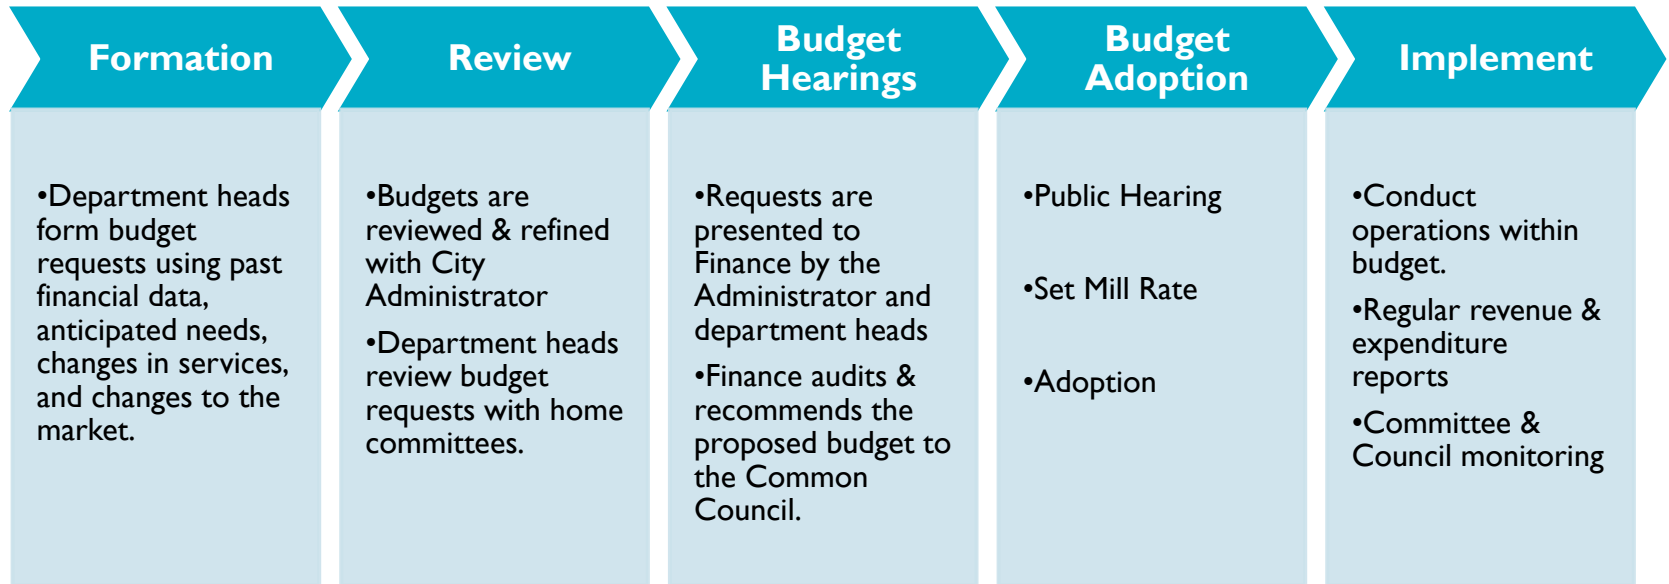 Formation
•Department heads
form budget
requests using past
financial data,
anticipated needs,
changes in services,
and changes to the
market.
Review
•Budgets are
reviewed & refined
with City
Administrator
•Department heads
review budget
requests with home
committees.
Budget
Hearings
•Requests are
presented to
Finance by the
Administrator and
department heads
•Finance audits &
recommends the
proposed budget to
the Common
Council.
Budget
Adoption
•Public Hearing
•Set Mill Rate
•Adoption
Implement
•Conduct
operations within
budget.
•Regular revenue &
expenditure
reports
•Committee &
Council monitoring